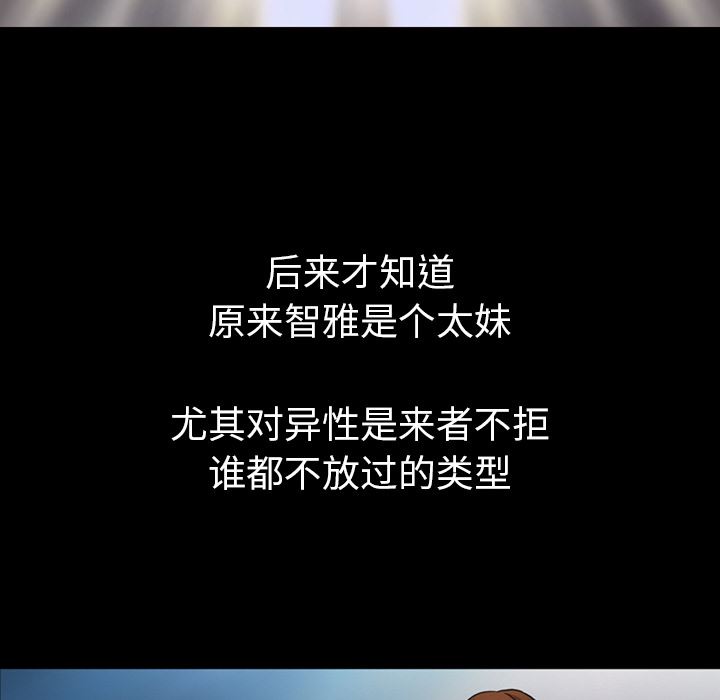 后来才知道
原来智雅是个太妹
尤其对异性是来者不拒
谁都不放过的类型